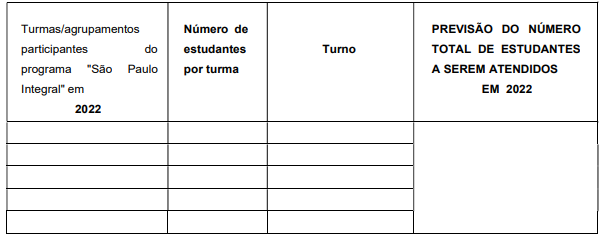 Turmas/agrupamentos
participantes do
programa "São Paulo
Integral" em
2022
Número de
estudantes
por turma
Turno
PREVISÃO DO NÚMERO
TOTAL DE ESTUDANTES
A SEREM ATENDIDOS
EM 2022